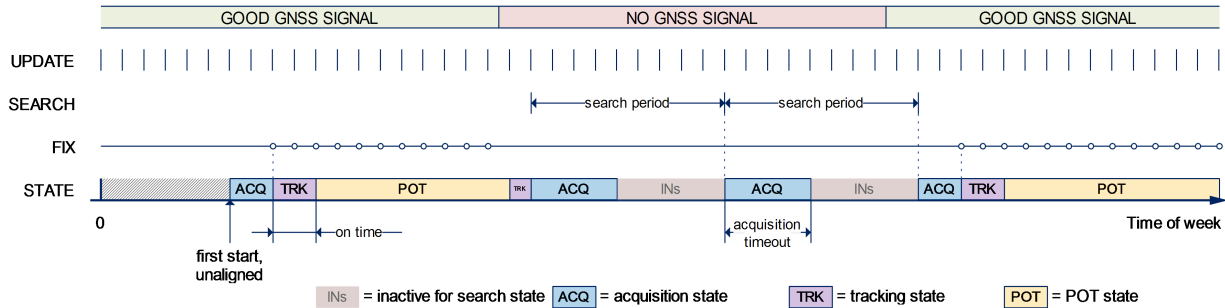 GOOD GNSS SIGNAL NO GNSS SIGNAL GOOD GNSS SIGNAL
UPDATE
SEARCH search period search period
FIX
STATE ACQ TRK POT TRK ACQ INs ACQ INs ACQ TRK POT
0 Time of week
on time
acquisition
timeout
first start,
unaligned
INs = inactive for search state ACQ = acquisition state TRK = tracking state POT = POT state